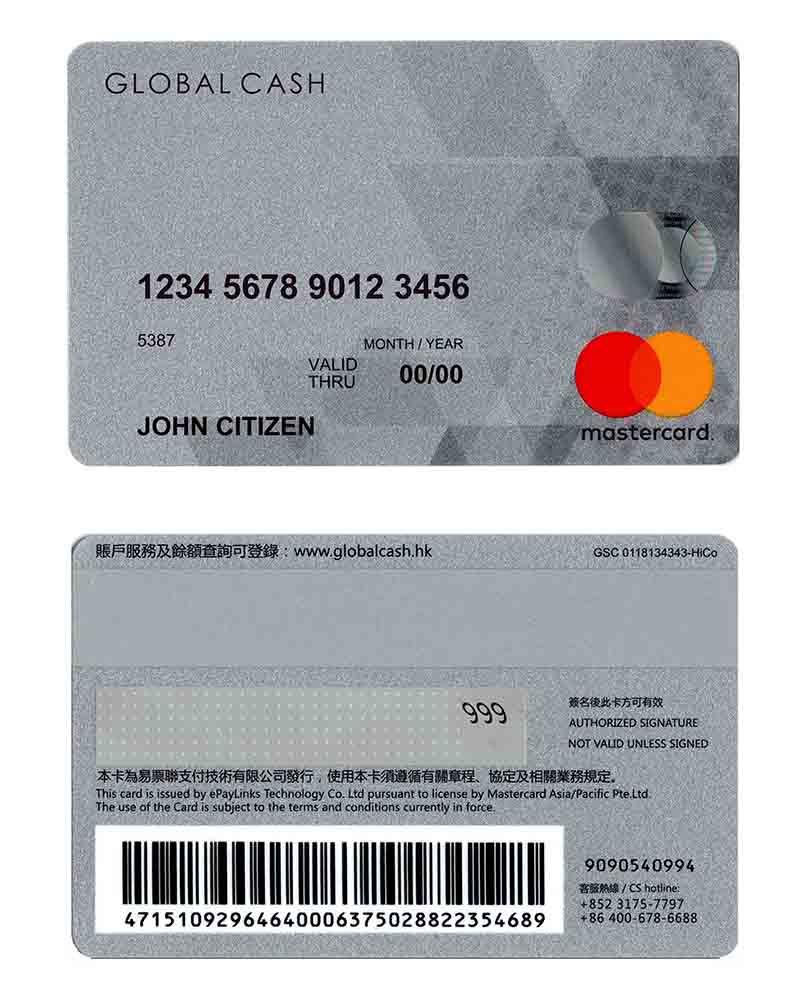 GLOBAL CASH
1234 5678 9012 3456
5387
MONTH / YEAR
VALID
THRU
00/00
JOHN CITIZEN
mastercard.
賬戶服務及餘額查詢可登錄：www.globalcash.hk
GSC 0118134343-HiCo
999
簽名後此卡方可有效
AUTHORIZED SIGNATURE
NOT VALID UNLESS SIGNED
本卡為易票聯支付技術有限公司發行，使用本卡須遵循有關章程、協定及相關業務規定。
This card is issued by ePayLinks Technology Co. Ltd pursuant to license by Mastercard Asia/Pacific Pte.Ltd.
The use of the Card is subject to the terms and conditions currently in force.
47151092964640006375028822354689
9090540994
客服熱線 / CS hotline:
+852 3175-7797
+86 400-678-6688